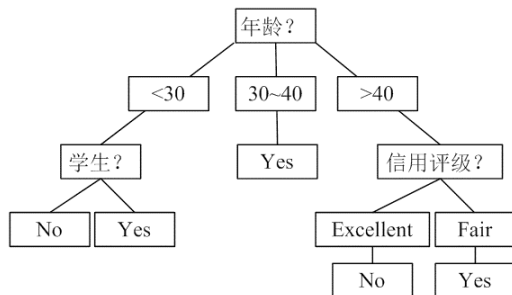 年龄？
<30
30~40
>40
学生？
Yes
信用评级？
No
Yes
Excellent
Fair
No
Yes